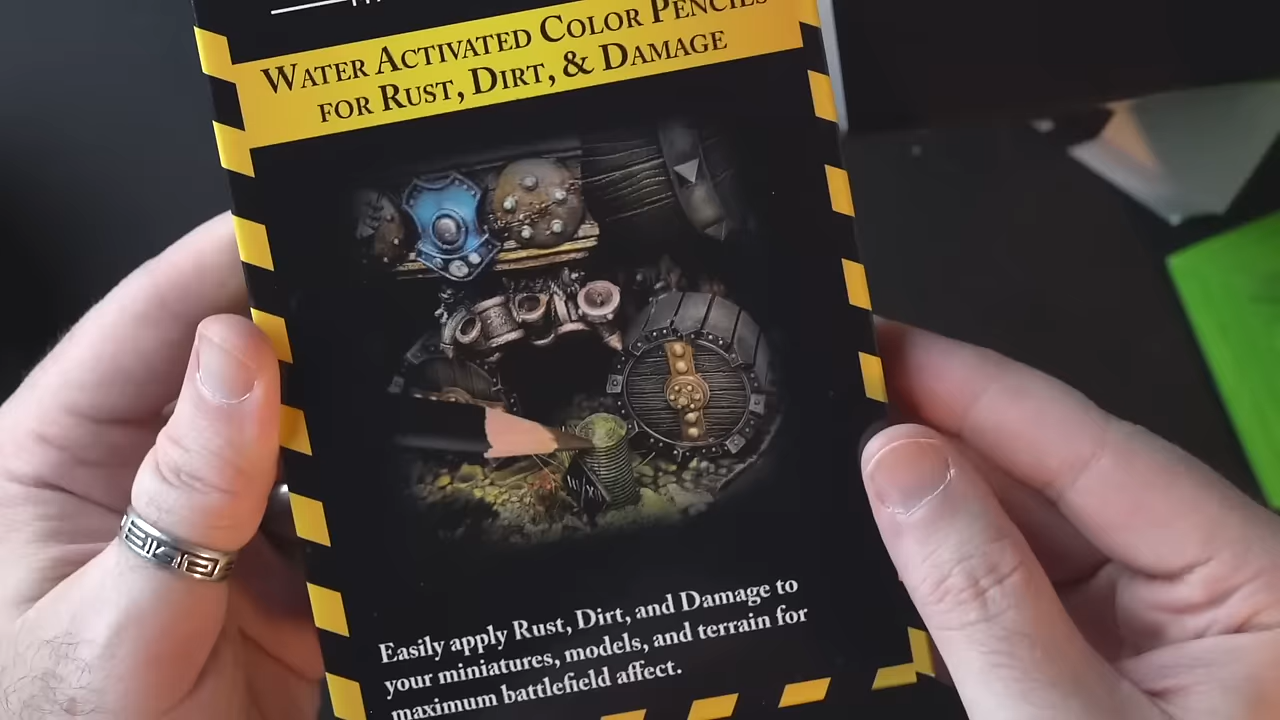 Water Activated Color Pencils
for Rust, Dirt, & Damage
Easily apply Rust, Dirt, and Damage to
your miniatures, models, and terrain for
maximum battlefield affect.